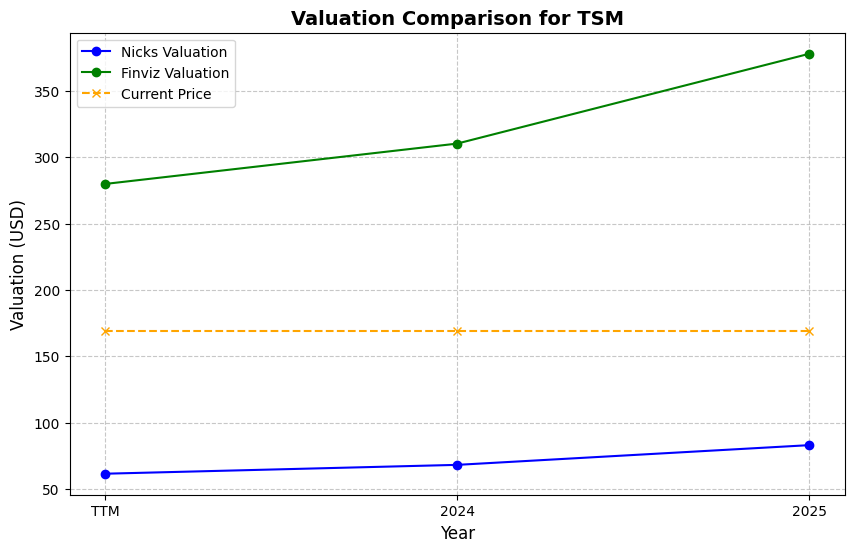 Valuation Comparison for TSM
Nicks Valuation
Finviz Valuation
Current Price
Valuation (USD)
350
300
250
200
150
100
50
TTM
2024
2025
Year